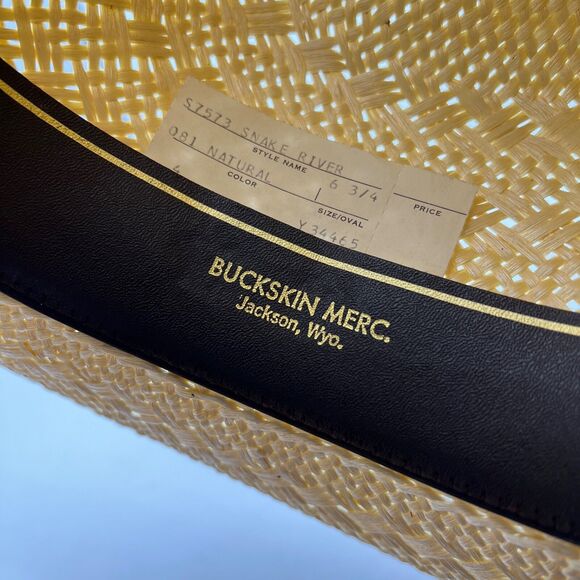 S7573 SNAKE RIVER
STYLE NAME
081 NATURAL 6 3/4
COLOR SIZE/OVAL PRICE
Y 34465
BUCKSKIN MERC.
Jackson, Wyo.